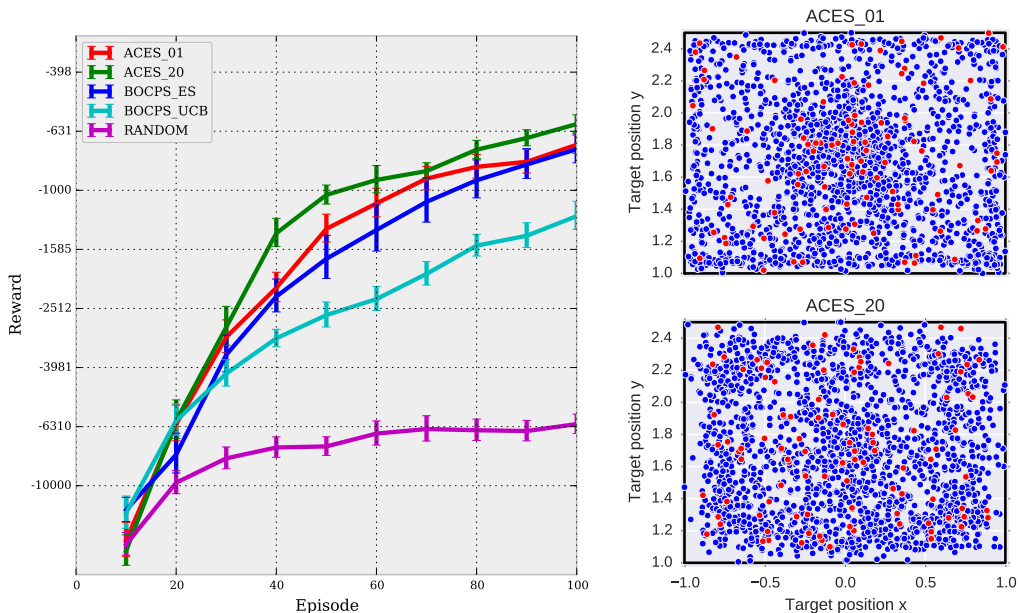 ACES_01
ACES_20
BOCPS_ES
BOCPS_UCB
RANDOM
-398
-631
-1000
-1585
-2512
-3981
-6310
-10000
Reward
0 20 40 60 80 100
Episode
ACES_01
2.4
2.2
2.0
1.8
1.6
1.4
1.2
1.0
Target position y
ACES_20
2.4
2.2
2.0
1.8
1.6
1.4
1.2
1.0
Target position y
−1.0 −0.5 0.0 0.5 1.0
Target position x